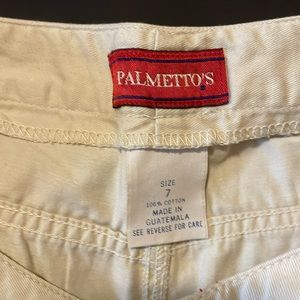 PALMETTO'S
SIZE
7
100% COTTON
MADE IN
GUATEMALA
SEE REVERSE FOR CARE